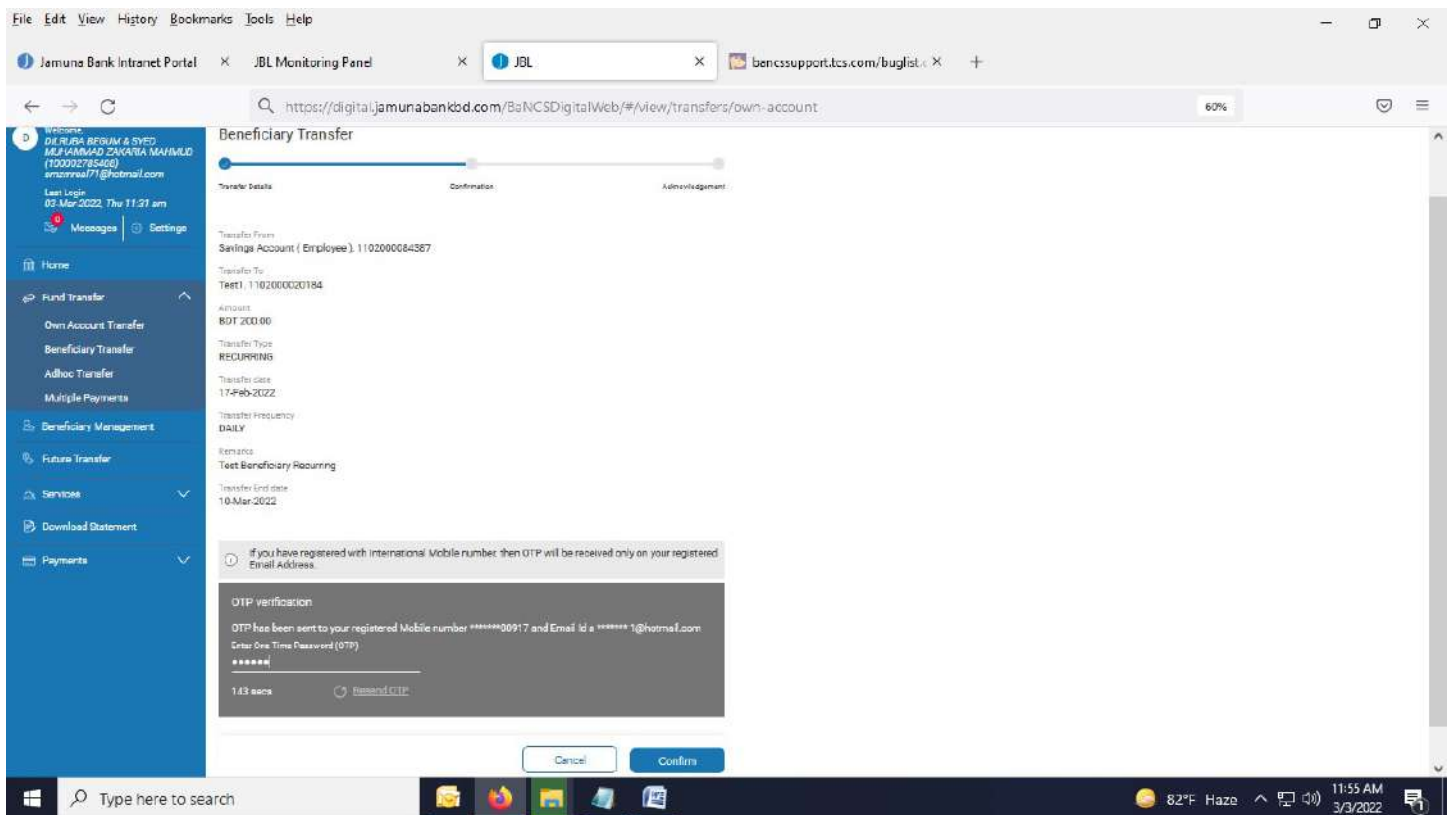 File Edit View History Bookmarks Tools Help
Jamuna Bank Intranet Portal × JBL Monitoring Panel × JBL × bancssupport.tcs.com/buglist.c × +
https://digital.jamunabankbd.com/BaNCSDigitalWeb/#/view/transfers/own-account 60%
D Welcome,
DILRUBA BEGUM & SYED
MUHAMMAD ZAKARIA MAHMUD
Last Login
03-Mar-2022, Thu 11:31 am
0 Messages Settings
Home
Fund Transfer
Own Account Transfer
Beneficiary Transfer
Adhoc Transfer
Multiple Payments
Beneficiary Management
Future Transfer
Services
Download Statement
Payments
Beneficiary Transfer
Transfer Details Confirmation Acknowledgement
Transfer From
Savings Account ( Employee ), 1102000084387
Transfer To
Test1, 1102000020184
Amount
BDT 200.00
Transfer Type
RECURRING
Transfer date
17-Feb-2022
Transfer Frequency
DAILY
Remarks
Test Beneficiary Recurring
Transfer End date
10-Mar-2022
If you have registered with International Mobile number, then OTP will be received only on your registered
Email Address.
OTP verification
OTP has been sent to your registered Mobile number *******00917 and Email Id a ******* 1@hotmail.com
Enter One Time Password (OTP)
••••••
143 secs Resend OTP
Cancel Confirm
Type here to search
82°F Haze
11:55 AM
3/3/2022
1